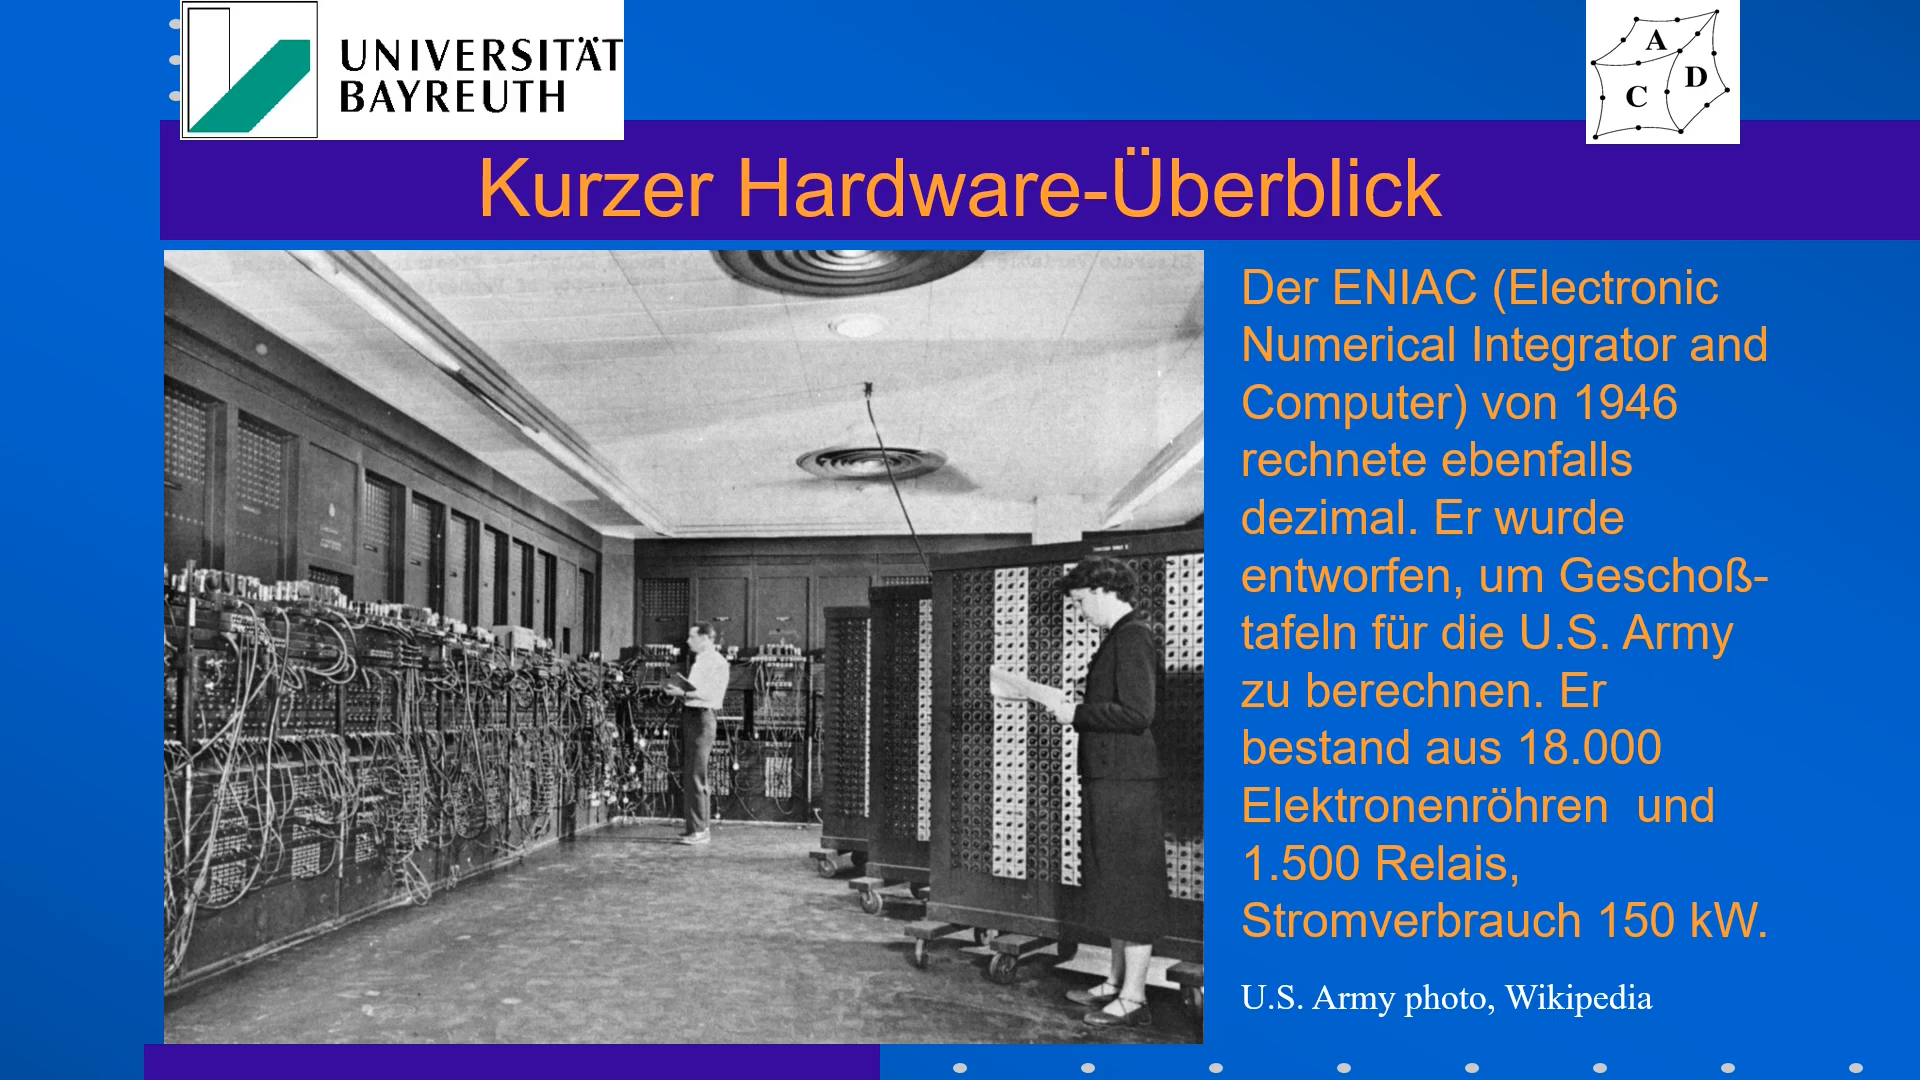 UNIVERSITÄT
BAYREUTH
A
D
C
Kurzer Hardware-Überblick
Der ENIAC (Electronic
Numerical Integrator and
Computer) von 1946
rechnete ebenfalls
dezimal. Er wurde
entworfen, um Geschoß-
tafeln für die U.S. Army
zu berechnen. Er
bestand aus 18.000
Elektronenröhren  und
1.500 Relais,
Stromverbrauch 150 kW.
U.S. Army photo, Wikipedia